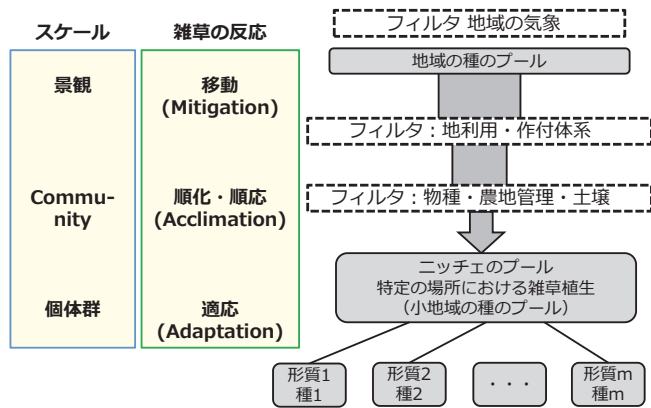 スケール
景観
Commu-
nity
個体群
雑草の反応
移動
(Mitigation)
順化・順応
(Acclimation)
適応
(Adaptation)
フィルタ 地域の気象
地域の種のプール
フィルタ：地利用・作付体系
フィルタ：物種・農地管理・土壌
ニッチェのプール
特定の場所における雑草植生
（小地域の種のプール）
形質1
種1
形質2
種2
・・・
形質m
種m